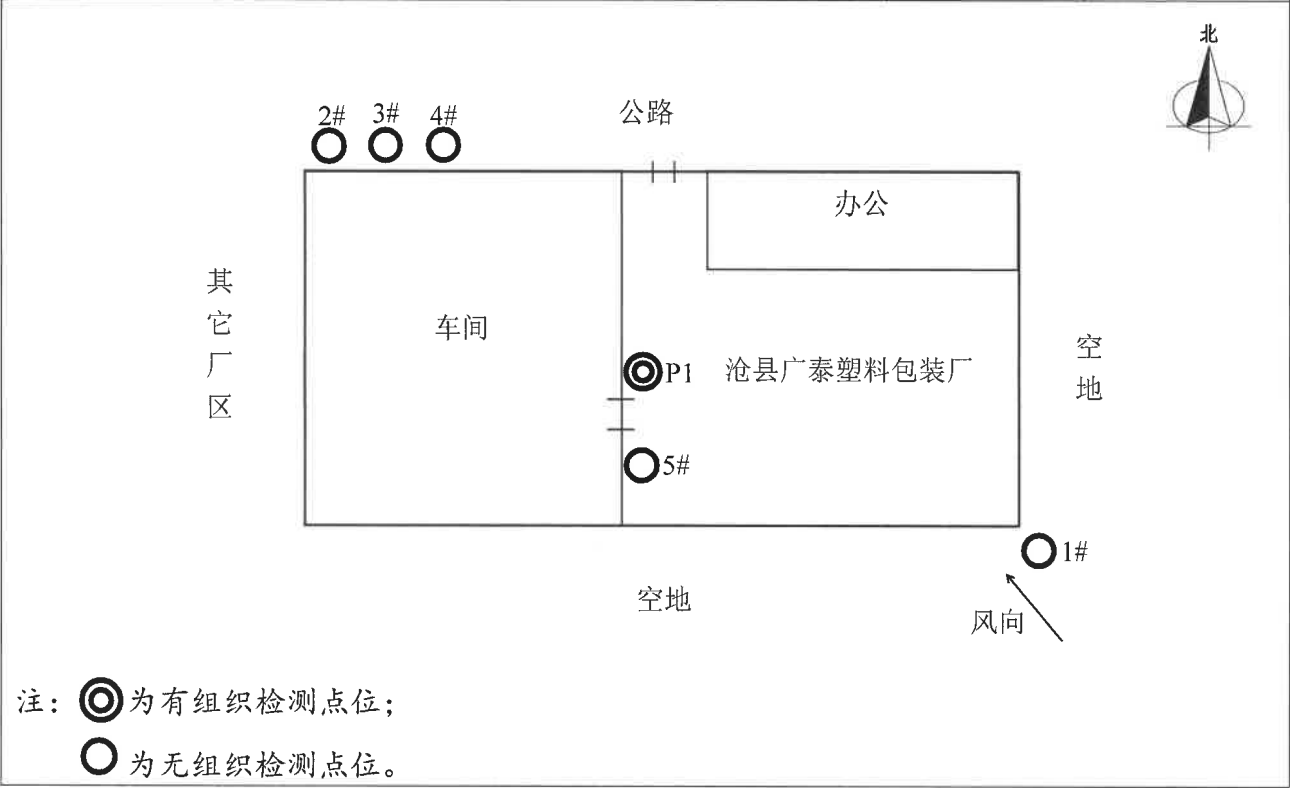 北
公路
2# 3# 4#
办公
其它厂区
车间
空地
P1 沧县广泰塑料包装厂
5#
1#
空地
风向
注：为有组织检测点位；
为无组织检测点位。